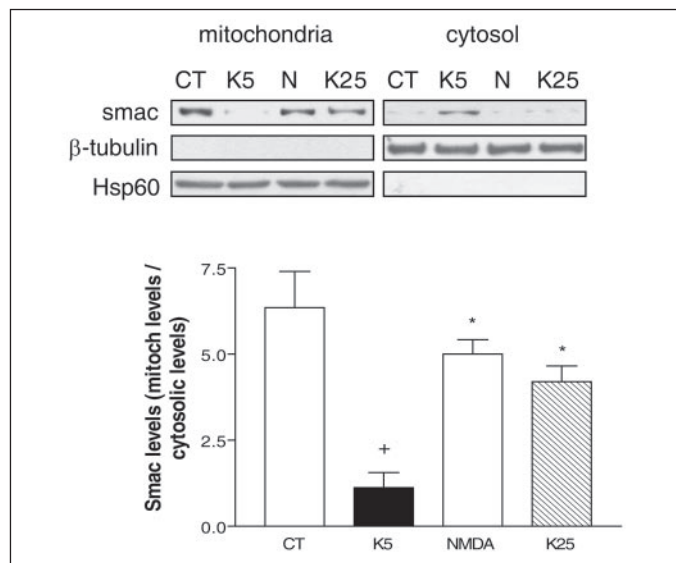 mitochondria cytosol
CT K5 N K25 CT K5 N K25
smac
β-tubulin
Hsp60
Smac levels (mitoch levels /
cytosolic levels)
7.5
5.0
2.5
0.0
+
*
*
CT K5 NMDA K25